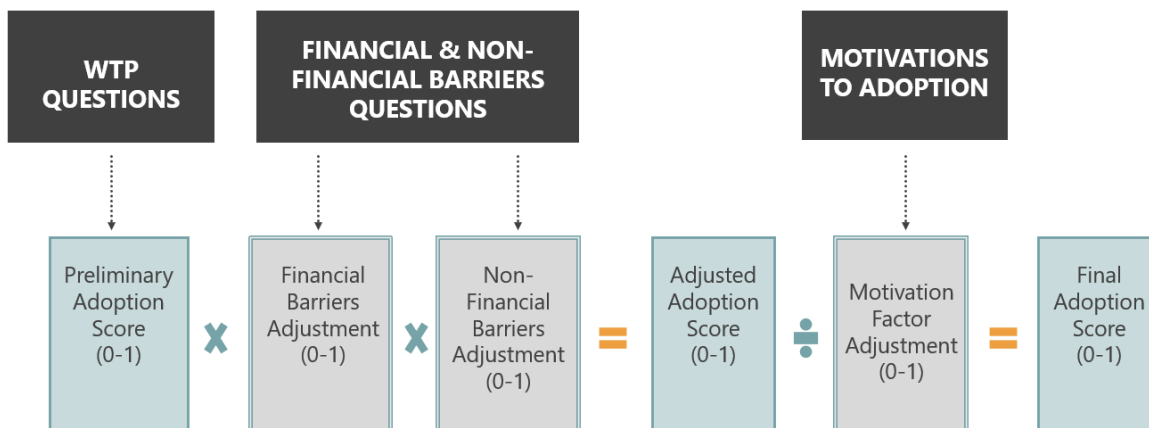 WTP
QUESTIONS
FINANCIAL & NON-
FINANCIAL BARRIERS
QUESTIONS
MOTIVATIONS
TO ADOPTION
Preliminary
Adoption
Score
(0-1)
×
Financial
Barriers
Adjustment
(0-1)
×
Non-
Financial
Barriers
Adjustment
(0-1)
=
Adjusted
Adoption
Score
(0-1)
÷
Motivation
Factor
Adjustment
(0-1)
=
Final
Adoption
Score
(0-1)